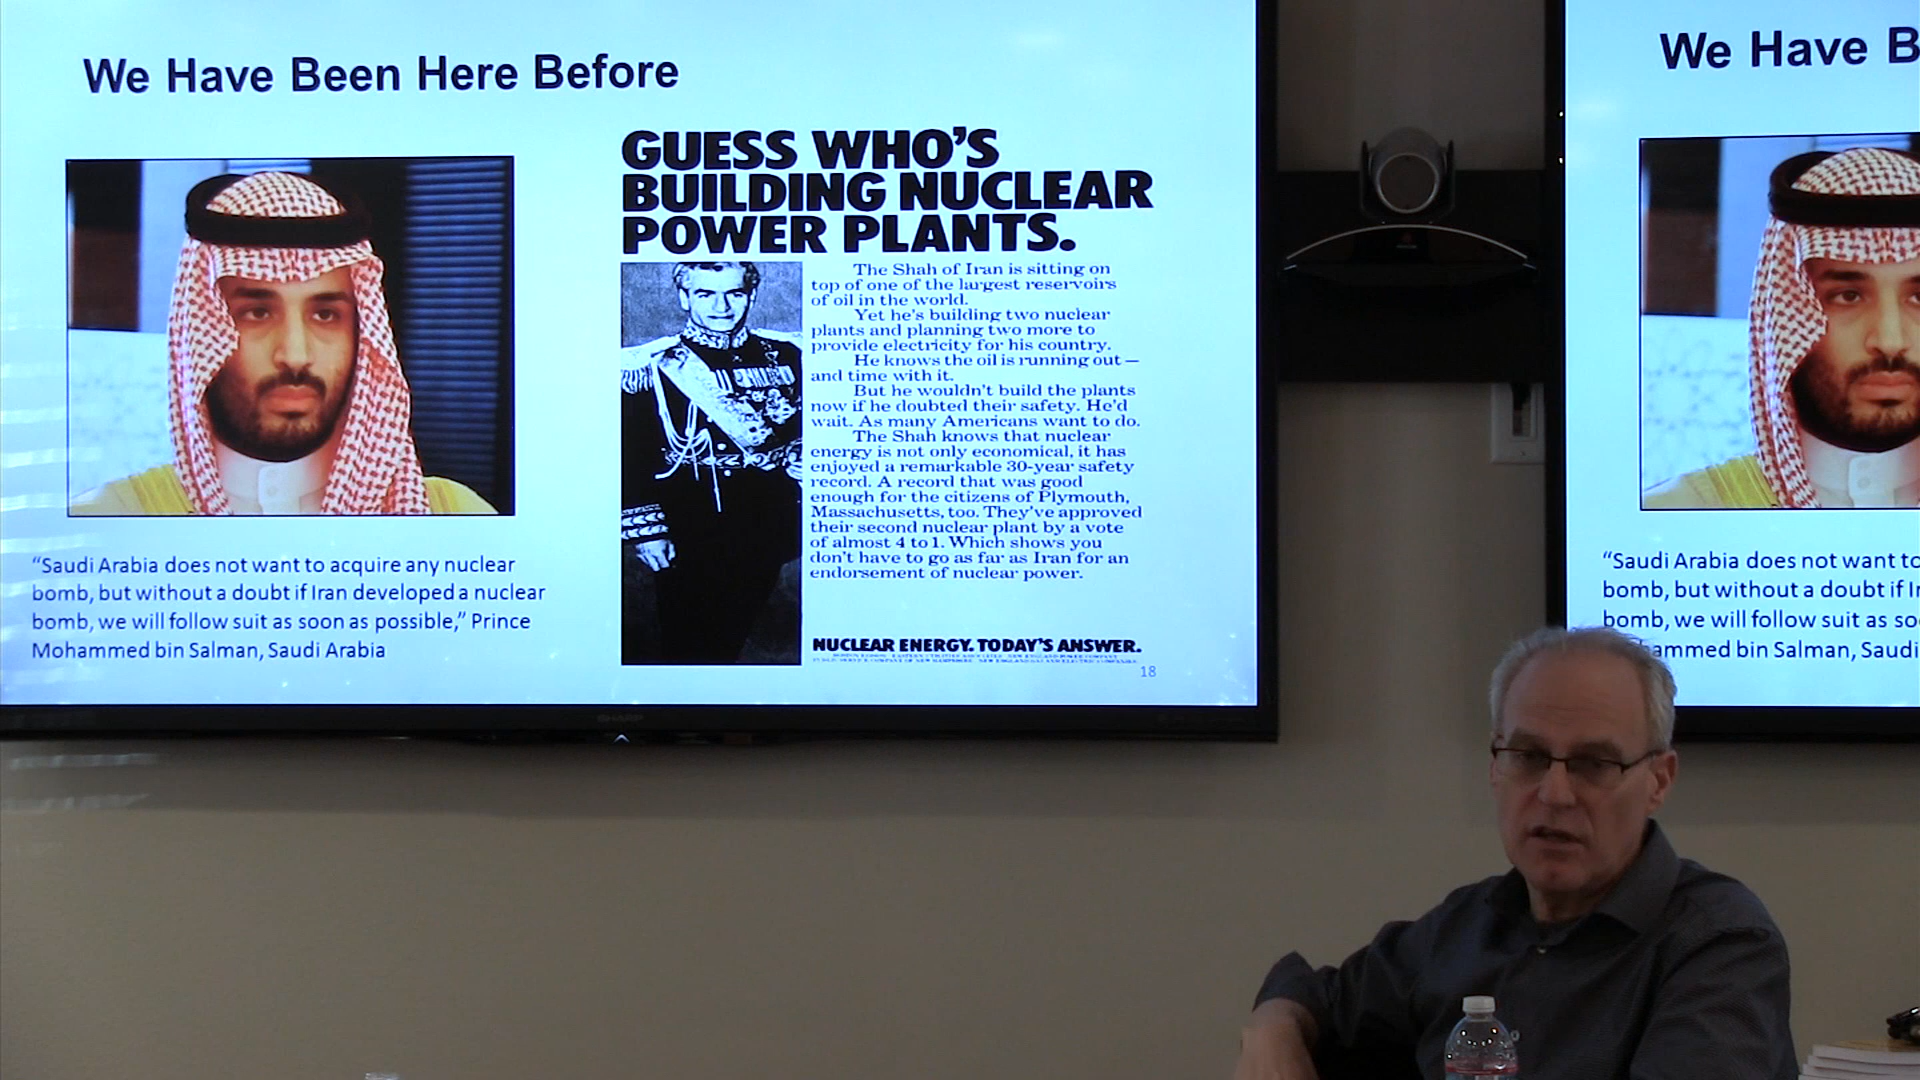 We Have Been Here Before
GUESS WHO'S
BUILDING NUCLEAR
POWER PLANTS.
The Shah of Iran is sitting on
top of one of the largest reservoirs
of oil in the world.
Yet he's building two nuclear
plants and planning two more to
provide electricity for his country.
He knows the oil is running out —
and time with it.
But he wouldn't build the plants
now if he doubted their safety. He'd
wait. As many Americans want to do.
The Shah knows that nuclear
energy is not only economical, it has
enjoyed a remarkable 30-year safety
record. A record that was good
enough for the citizens of Plymouth,
Massachusetts, too. They've approved
their second nuclear plant by a vote
of almost 4 to 1. Which shows you
don't have to go as far as Iran for an
endorsement of nuclear power.
NUCLEAR ENERGY. TODAY'S ANSWER.
18
"Saudi Arabia does not want to acquire any nuclear
bomb, but without a doubt if Iran developed a nuclear
bomb, we will follow suit as soon as possible," Prince
Mohammed bin Salman, Saudi Arabia
SHARP
We Have B
"Saudi Arabia does not want to
bomb, but without a doubt if Ir
bomb, we will follow suit as so
ammed bin Salman, Saudi